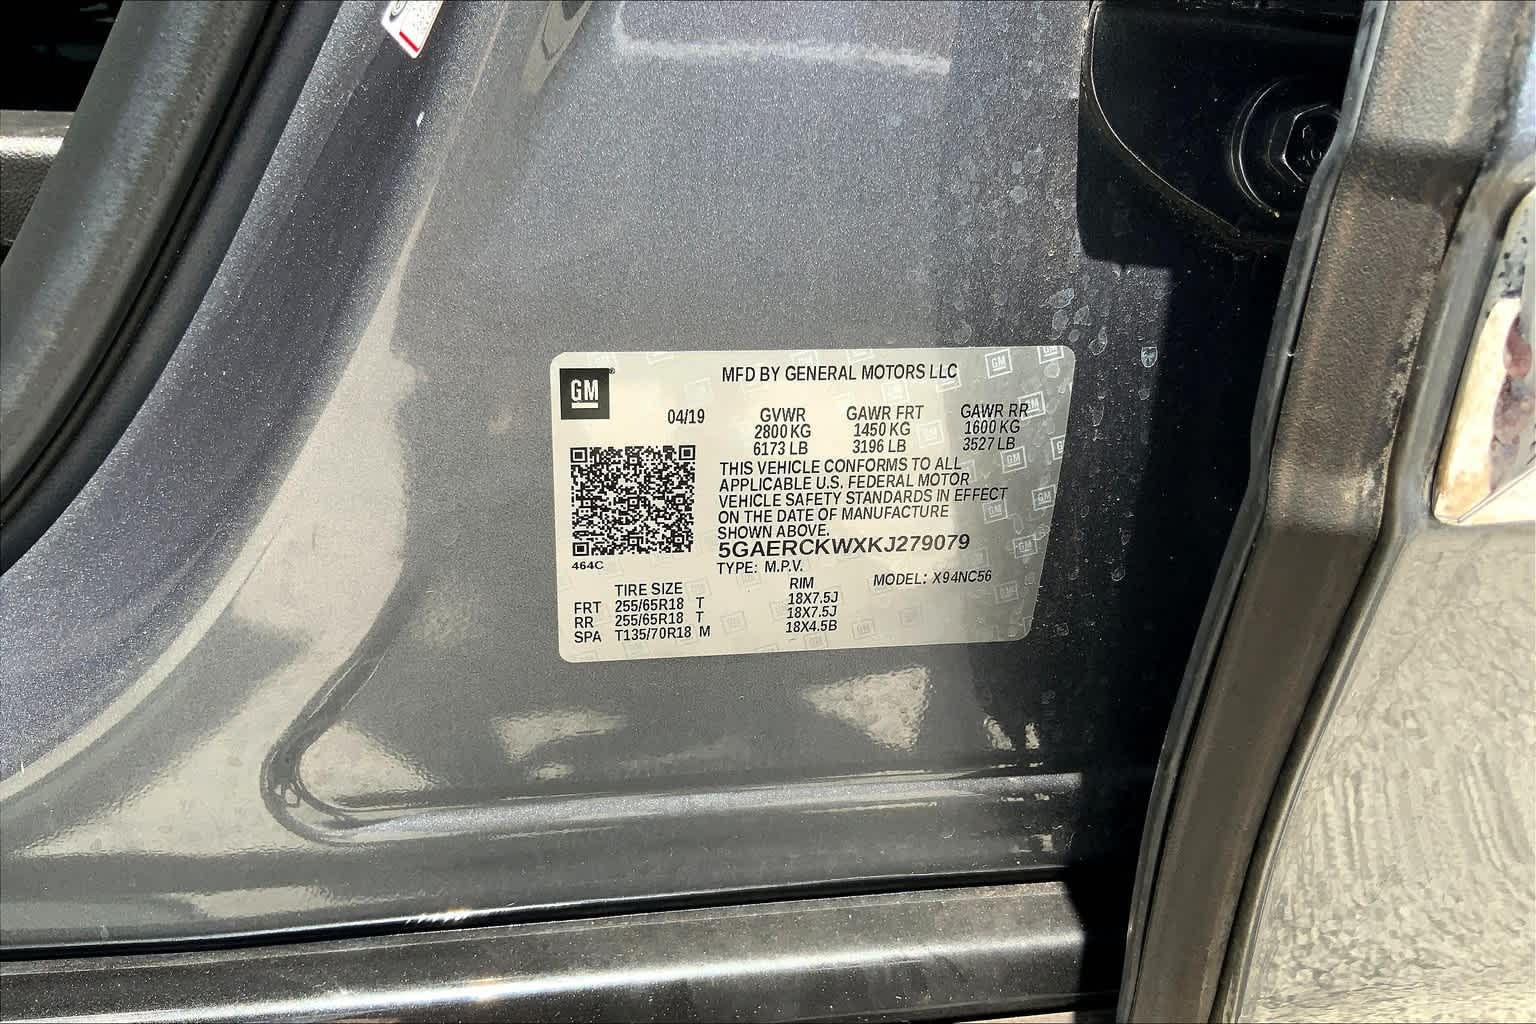 GM
MFD BY GENERAL MOTORS LLC
04/19
GVWR GAWR FRT GAWR RR
2800 KG 1450 KG 1600 KG
6173 LB 3196 LB 3527 LB
THIS VEHICLE CONFORMS TO ALL
APPLICABLE U.S. FEDERAL MOTOR
VEHICLE SAFETY STANDARDS IN EFFECT
ON THE DATE OF MANUFACTURE
SHOWN ABOVE.
5GAERCKWXKJ279079
464C
TYPE: M.P.V. MODEL: X94NC56
TIRE SIZE RIM
FRT 255/65R18 T 18X7.5J
RR 255/65R18 T 18X7.5J
SPA T135/70R18 M 18X4.5B